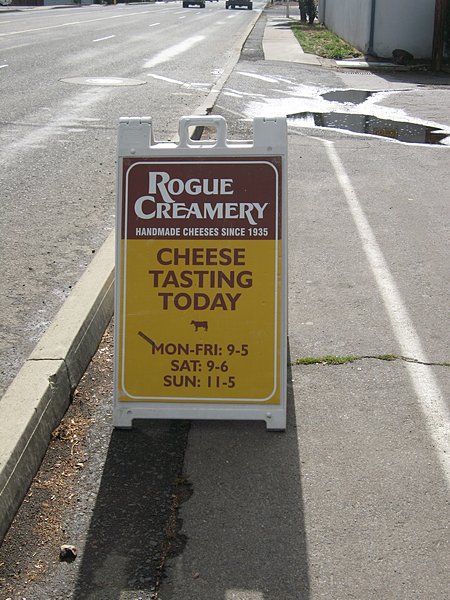 ROGUE
CREAMERY
HANDMADE CHEESES SINCE 1935
CHEESE
TASTING
TODAY
MON-FRI: 9-5
SAT: 9-6
SUN: 11-5